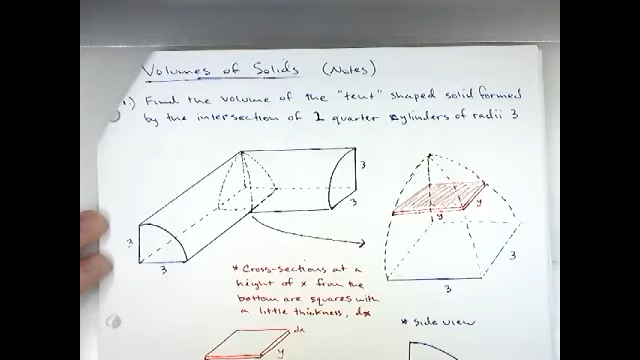 Volumes of Solids (Notes)
1.) Find the volume of the "tent" shaped solid formed
by the intersection of 2 quarter cylinders of radii 3
3
3
3
3
y
y
3
3
* Cross-sections at a
height of x from the
bottom are squares with
a little thickness, dx
* Side view
dx
y